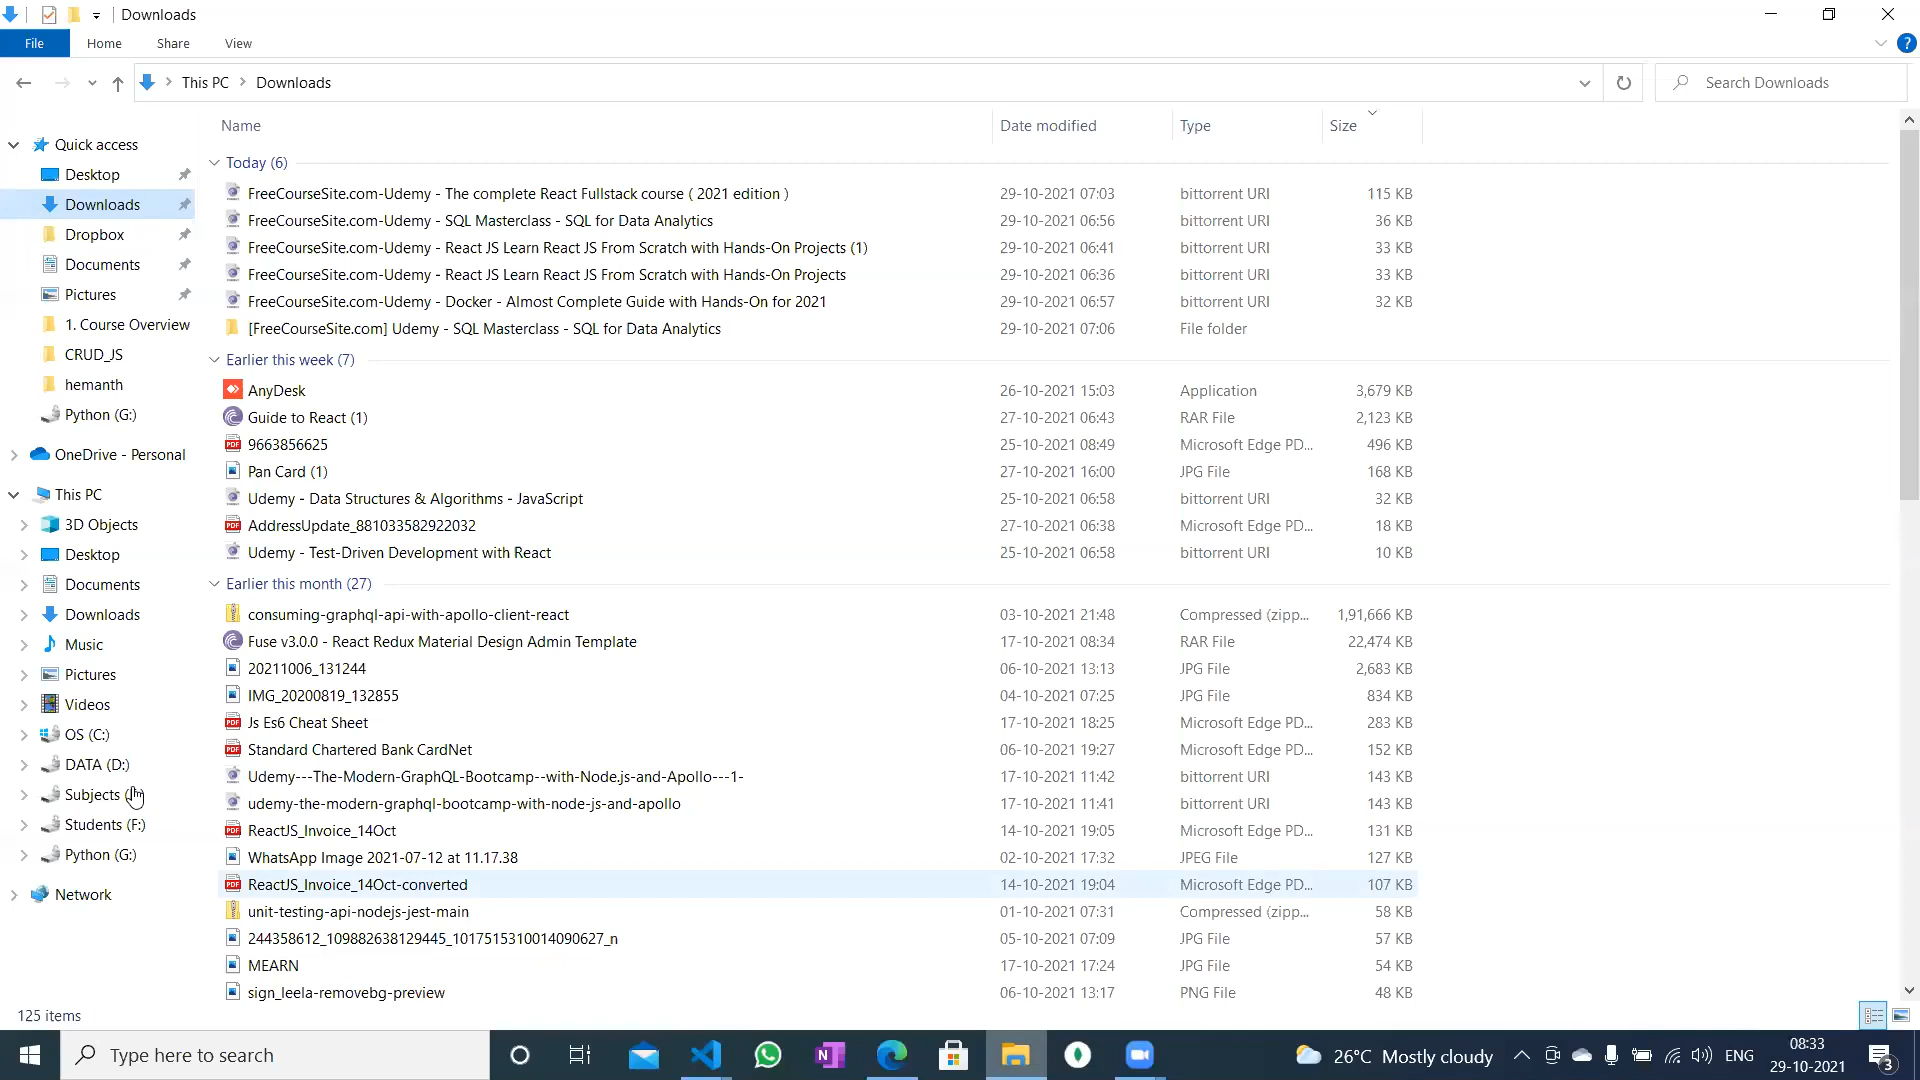 Downloads
File Home Share View
This PC Downloads Search Downloads
Name Date modified Type Size
Quick access
Desktop
Downloads
Dropbox
Documents
Pictures
1. Course Overview
CRUD_JS
hemanth
Python (G:)
OneDrive - Personal
This PC
3D Objects
Desktop
Documents
Downloads
Music
Pictures
Videos
OS (C:)
DATA (D:)
Subjects
Students (F:)
Python (G:)
Network
Today (6)
FreeCourseSite.com-Udemy - The complete React Fullstack course ( 2021 edition ) 29-10-2021 07:03 bittorrent URI 115 KB
FreeCourseSite.com-Udemy - SQL Masterclass - SQL for Data Analytics 29-10-2021 06:56 bittorrent URI 36 KB
FreeCourseSite.com-Udemy - React JS Learn React JS From Scratch with Hands-On Projects (1) 29-10-2021 06:41 bittorrent URI 33 KB
FreeCourseSite.com-Udemy - React JS Learn React JS From Scratch with Hands-On Projects 29-10-2021 06:36 bittorrent URI 33 KB
FreeCourseSite.com-Udemy - Docker - Almost Complete Guide with Hands-On for 2021 29-10-2021 06:57 bittorrent URI 32 KB
[FreeCourseSite.com] Udemy - SQL Masterclass - SQL for Data Analytics 29-10-2021 07:06 File folder
Earlier this week (7)
AnyDesk 26-10-2021 15:03 Application 3,679 KB
Guide to React (1) 27-10-2021 06:43 RAR File 2,123 KB
9663856625 25-10-2021 08:49 Microsoft Edge PD... 496 KB
Pan Card (1) 27-10-2021 16:00 JPG File 168 KB
Udemy - Data Structures & Algorithms - JavaScript 25-10-2021 06:58 bittorrent URI 32 KB
AddressUpdate_881033582922032 27-10-2021 06:38 Microsoft Edge PD... 18 KB
Udemy - Test-Driven Development with React 25-10-2021 06:58 bittorrent URI 10 KB
Earlier this month (27)
consuming-graphql-api-with-apollo-client-react 03-10-2021 21:48 Compressed (zipp... 1,91,666 KB
Fuse v3.0.0 - React Redux Material Design Admin Template 17-10-2021 08:34 RAR File 22,474 KB
20211006_131244 06-10-2021 13:13 JPG File 2,683 KB
IMG_20200819_132855 04-10-2021 07:25 JPG File 834 KB
Js Es6 Cheat Sheet 17-10-2021 18:25 Microsoft Edge PD... 283 KB
Standard Chartered Bank CardNet 06-10-2021 19:27 Microsoft Edge PD... 152 KB
Udemy---The-Modern-GraphQL-Bootcamp--with-Node.js-and-Apollo---1- 17-10-2021 11:42 bittorrent URI 143 KB
udemy-the-modern-graphql-bootcamp-with-node-js-and-apollo 17-10-2021 11:41 bittorrent URI 143 KB
ReactJS_Invoice_14Oct 14-10-2021 19:05 Microsoft Edge PD... 131 KB
WhatsApp Image 2021-07-12 at 11.17.38 02-10-2021 17:32 JPEG File 127 KB
ReactJS_Invoice_14Oct-converted 14-10-2021 19:04 Microsoft Edge PD... 107 KB
unit-testing-api-nodejs-jest-main 01-10-2021 07:31 Compressed (zipp... 58 KB
244358612_109882638129445_1017515310014090627_n 05-10-2021 07:09 JPG File 57 KB
MEARN 17-10-2021 17:24 JPG File 54 KB
sign_leela-removebg-preview 06-10-2021 13:17 PNG File 48 KB
125 items
Type here to search 26°C Mostly cloudy ENG 08:33
29-10-2021 3